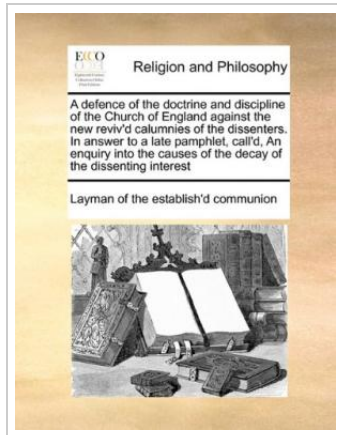 ECCO
Religion and Philosophy
A defence of the doctrine and discipline
of the Church of England against the
new reviv'd calumnies of the dissenters.
In answer to a late pamphlet, call'd, An
enquiry into the causes of the decay of
the dissenting interest
Layman of the establish'd communion